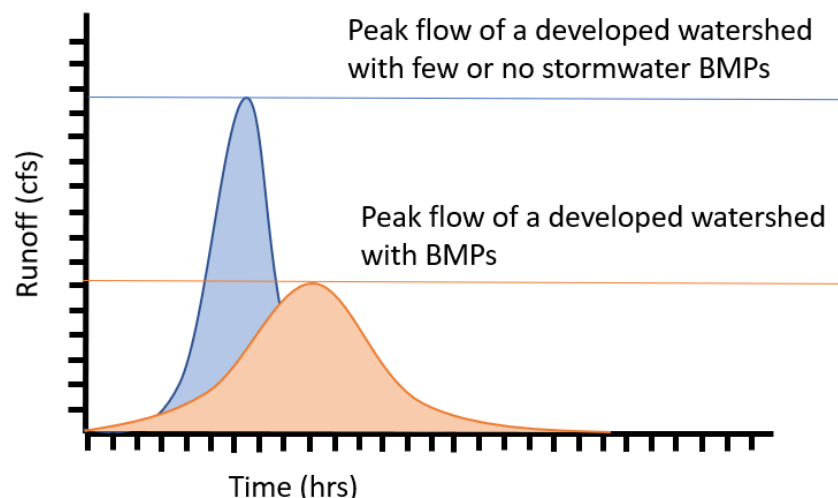 Peak flow of a developed watershed
with few or no stormwater BMPs
Peak flow of a developed watershed
with BMPs
Runoff (cfs)
Time (hrs)